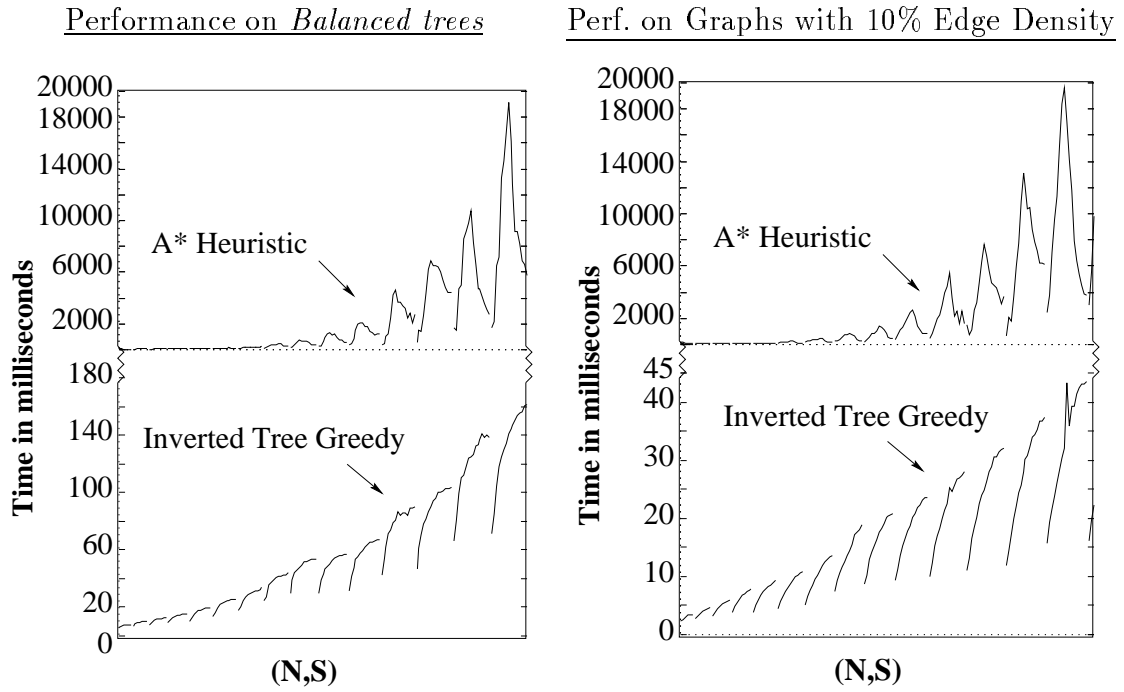 Performance on Balanced trees
20000
18000
14000
10000
6000
2000
180
140
100
60
20
0
Time in milliseconds
A* Heuristic
Inverted Tree Greedy
(N,S)
Perf. on Graphs with 10% Edge Density
20000
18000
14000
10000
6000
2000
45
40
30
20
10
0
Time in milliseconds
A* Heuristic
Inverted Tree Greedy
(N,S)